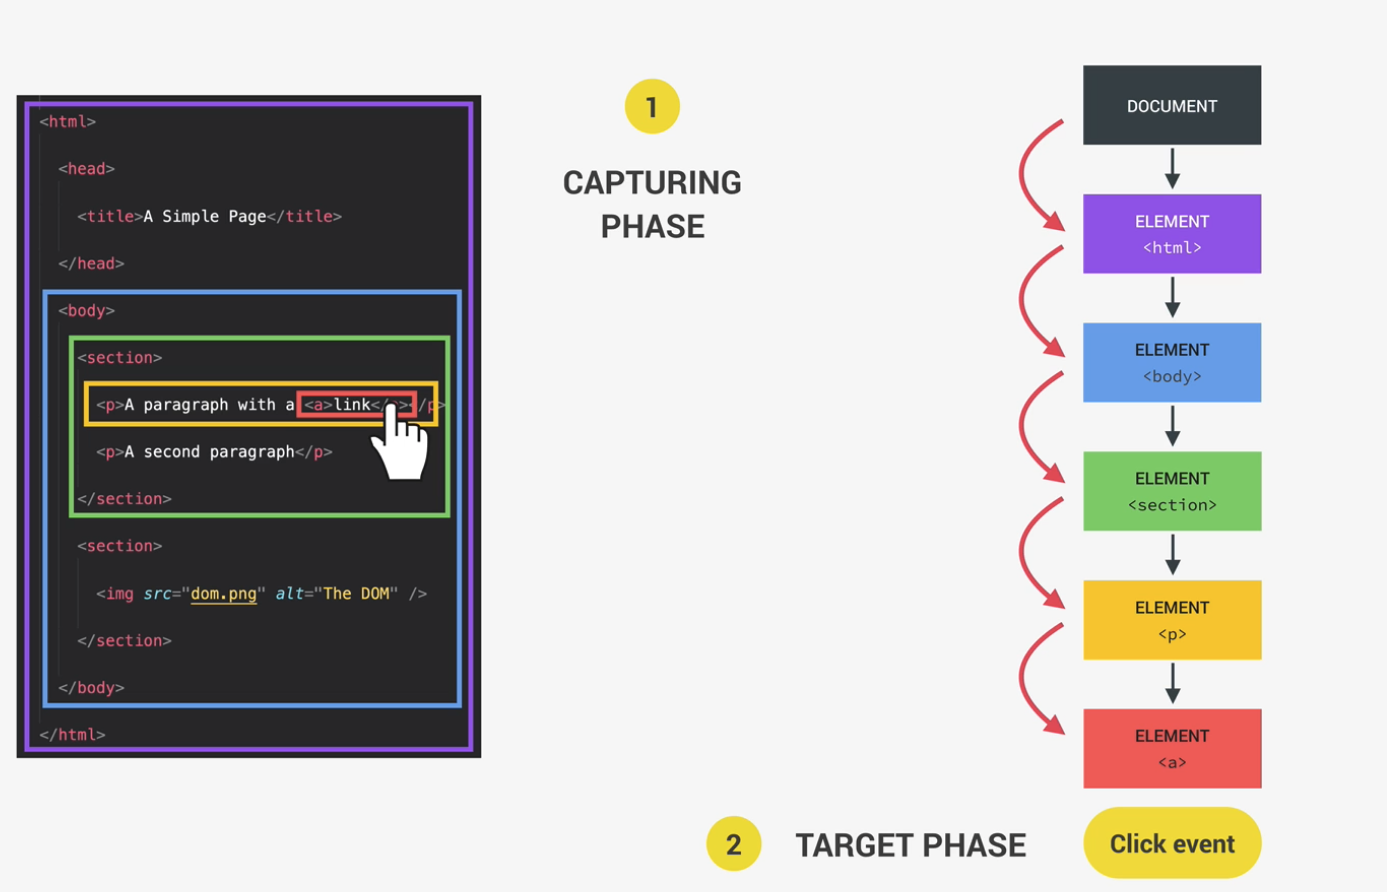 <html>
<head>
<title>A Simple Page</title>
</head>
<body>
<section>
<p>A paragraph with a <a>link</a></p>
<p>A second paragraph</p>
</section>
<section>
<img src="dom.png" alt="The DOM" />
</section>
</body>
</html>
1
CAPTURING
PHASE
DOCUMENT
ELEMENT
<html>
ELEMENT
<body>
ELEMENT
<section>
ELEMENT
<p>
ELEMENT
<a>
2 TARGET PHASE
Click event